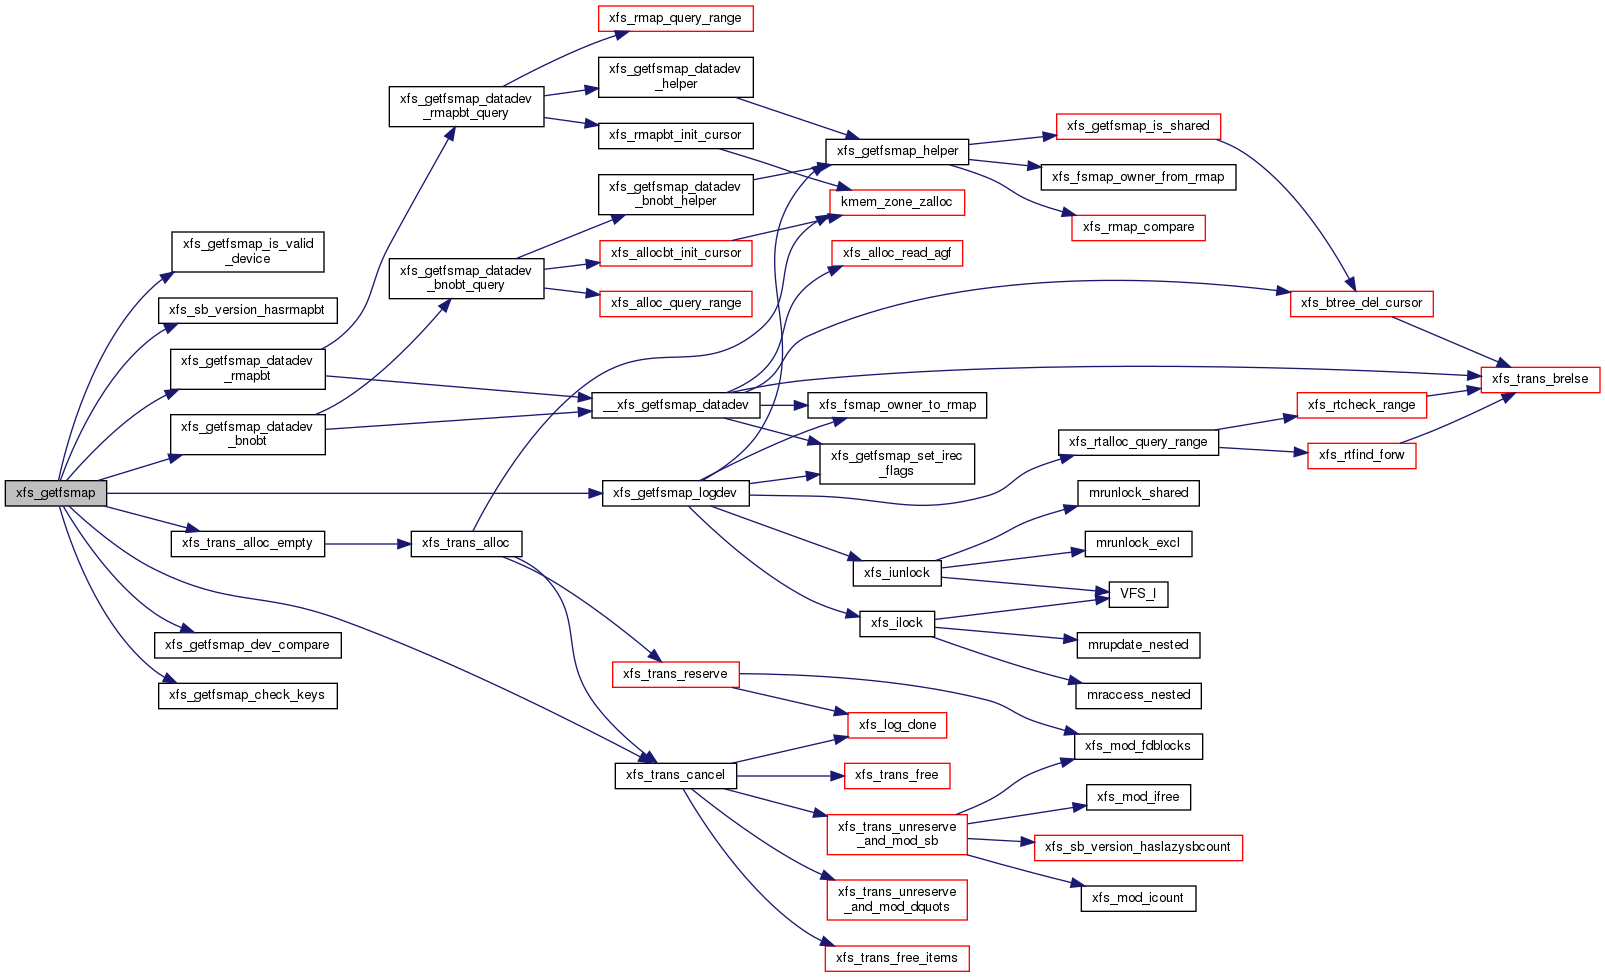 xfs_getfsmap
xfs_getfsmap_is_valid
_device
xfs_sb_version_hasrmapbt
xfs_getfsmap_datadev
_rmapbt
xfs_getfsmap_datadev
_bnobt
xfs_trans_alloc_empty
xfs_getfsmap_dev_compare
xfs_getfsmap_check_keys
xfs_getfsmap_datadev
_rmapbt_query
xfs_getfsmap_datadev
_bnobt_query
xfs_trans_alloc
xfs_rmap_query_range
xfs_getfsmap_datadev
_helper
xfs_rmapbt_init_cursor
xfs_getfsmap_datadev
_bnobt_helper
xfs_allocbt_init_cursor
xfs_alloc_query_range
__xfs_getfsmap_datadev
xfs_getfsmap_logdev
xfs_trans_reserve
xfs_trans_cancel
xfs_getfsmap_helper
kmem_zone_zalloc
xfs_alloc_read_agf
xfs_fsmap_owner_to_rmap
xfs_getfsmap_set_irec
_flags
xfs_iunlock
xfs_ilock
xfs_log_done
xfs_trans_free
xfs_trans_unreserve
_and_mod_sb
xfs_trans_unreserve
_and_mod_dquots
xfs_trans_free_items
xfs_getfsmap_is_shared
xfs_fsmap_owner_from_rmap
xfs_rmap_compare
xfs_rtalloc_query_range
mrunlock_shared
mrunlock_excl
VFS_I
mrupdate_nested
mraccess_nested
xfs_mod_fdblocks
xfs_mod_ifree
xfs_sb_version_haslazysbcount
xfs_mod_icount
xfs_btree_del_cursor
xfs_rtcheck_range
xfs_rtfind_forw
xfs_trans_brelse